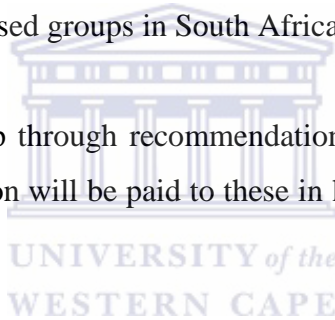 sed groups in South Africa
through recommendation
on will be paid to these in
UNIVERSITY of the
WESTERN CAPE